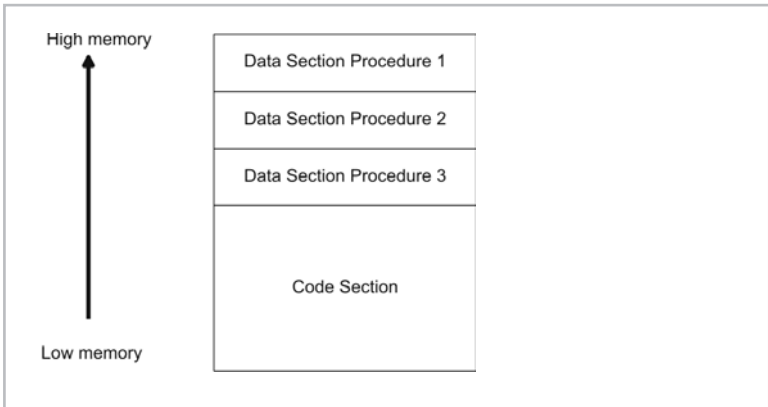 High memory
Data Section Procedure 1
Data Section Procedure 2
Data Section Procedure 3
Code Section
Low memory